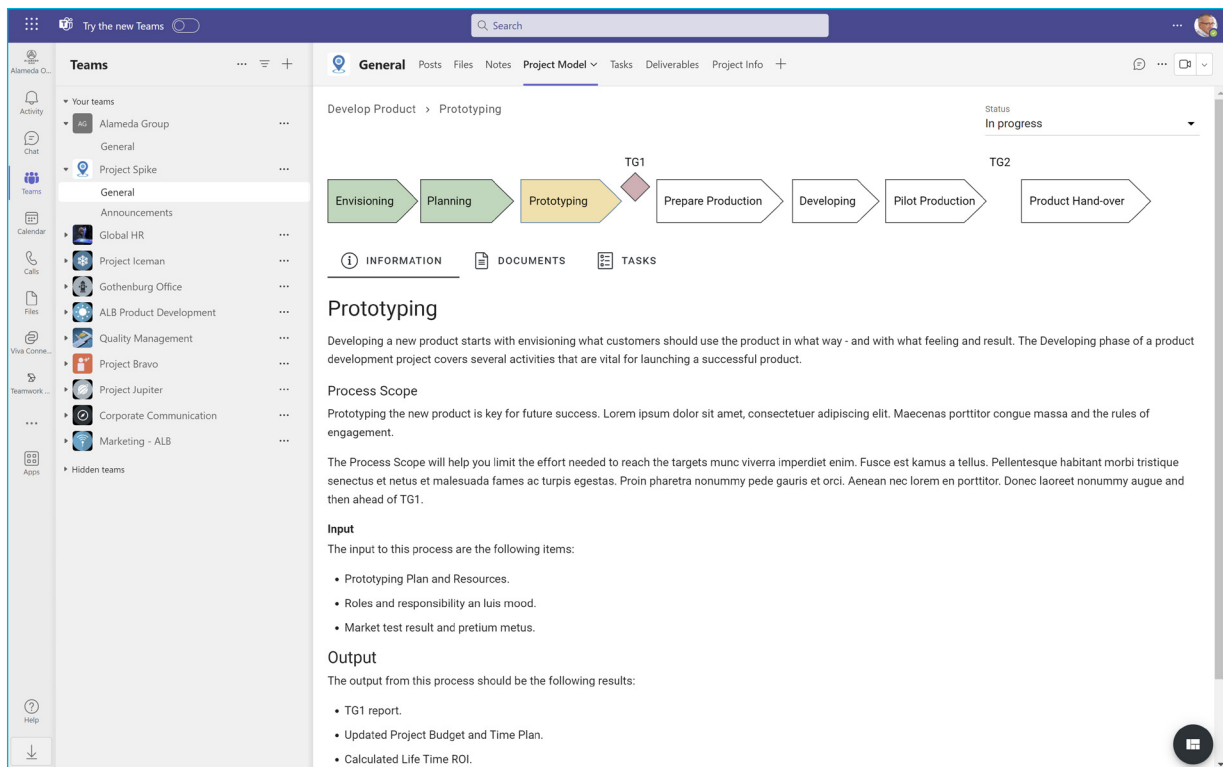 Try the new Teams
Search
Alameda O...
Activity
Chat
Teams
Calendar
Calls
Files
Viva Conne...
Teamwork ...
Apps
Help
Teams
Your teams
AG Alameda Group
General
Project Spike
General
Announcements
Global HR
Project Iceman
Gothenburg Office
ALB Product Development
Quality Management
Project Bravo
Project Jupiter
Corporate Communication
Marketing - ALB
Hidden teams
General Posts Files Notes Project Model Tasks Deliverables Project Info
Develop Product > Prototyping
Status
In progress
TG1 TG2
Envisioning Planning Prototyping Prepare Production Developing Pilot Production Product Hand-over
INFORMATION DOCUMENTS TASKS
Prototyping
Developing a new product starts with envisioning what customers should use the product in what way - and with what feeling and result. The Developing phase of a product
development project covers several activities that are vital for launching a successful product.
Process Scope
Prototyping the new product is key for future success. Lorem ipsum dolor sit amet, consectetuer adipiscing elit. Maecenas porttitor congue massa and the rules of
engagement.
The Process Scope will help you limit the effort needed to reach the targets munc viverra imperdiet enim. Fusce est kamus a tellus. Pellentesque habitant morbi tristique
senectus et netus et malesuada fames ac turpis egestas. Proin pharetra nonummy pede gauris et orci. Aenean nec lorem en porttitor. Donec laoreet nonummy augue and
then ahead of TG1.
Input
The input to this process are the following items:
• Prototyping Plan and Resources.
• Roles and responsibility an luis mood.
• Market test result and pretium metus.
Output
The output from this process should be the following results:
• TG1 report.
• Updated Project Budget and Time Plan.
• Calculated Life Time ROI.